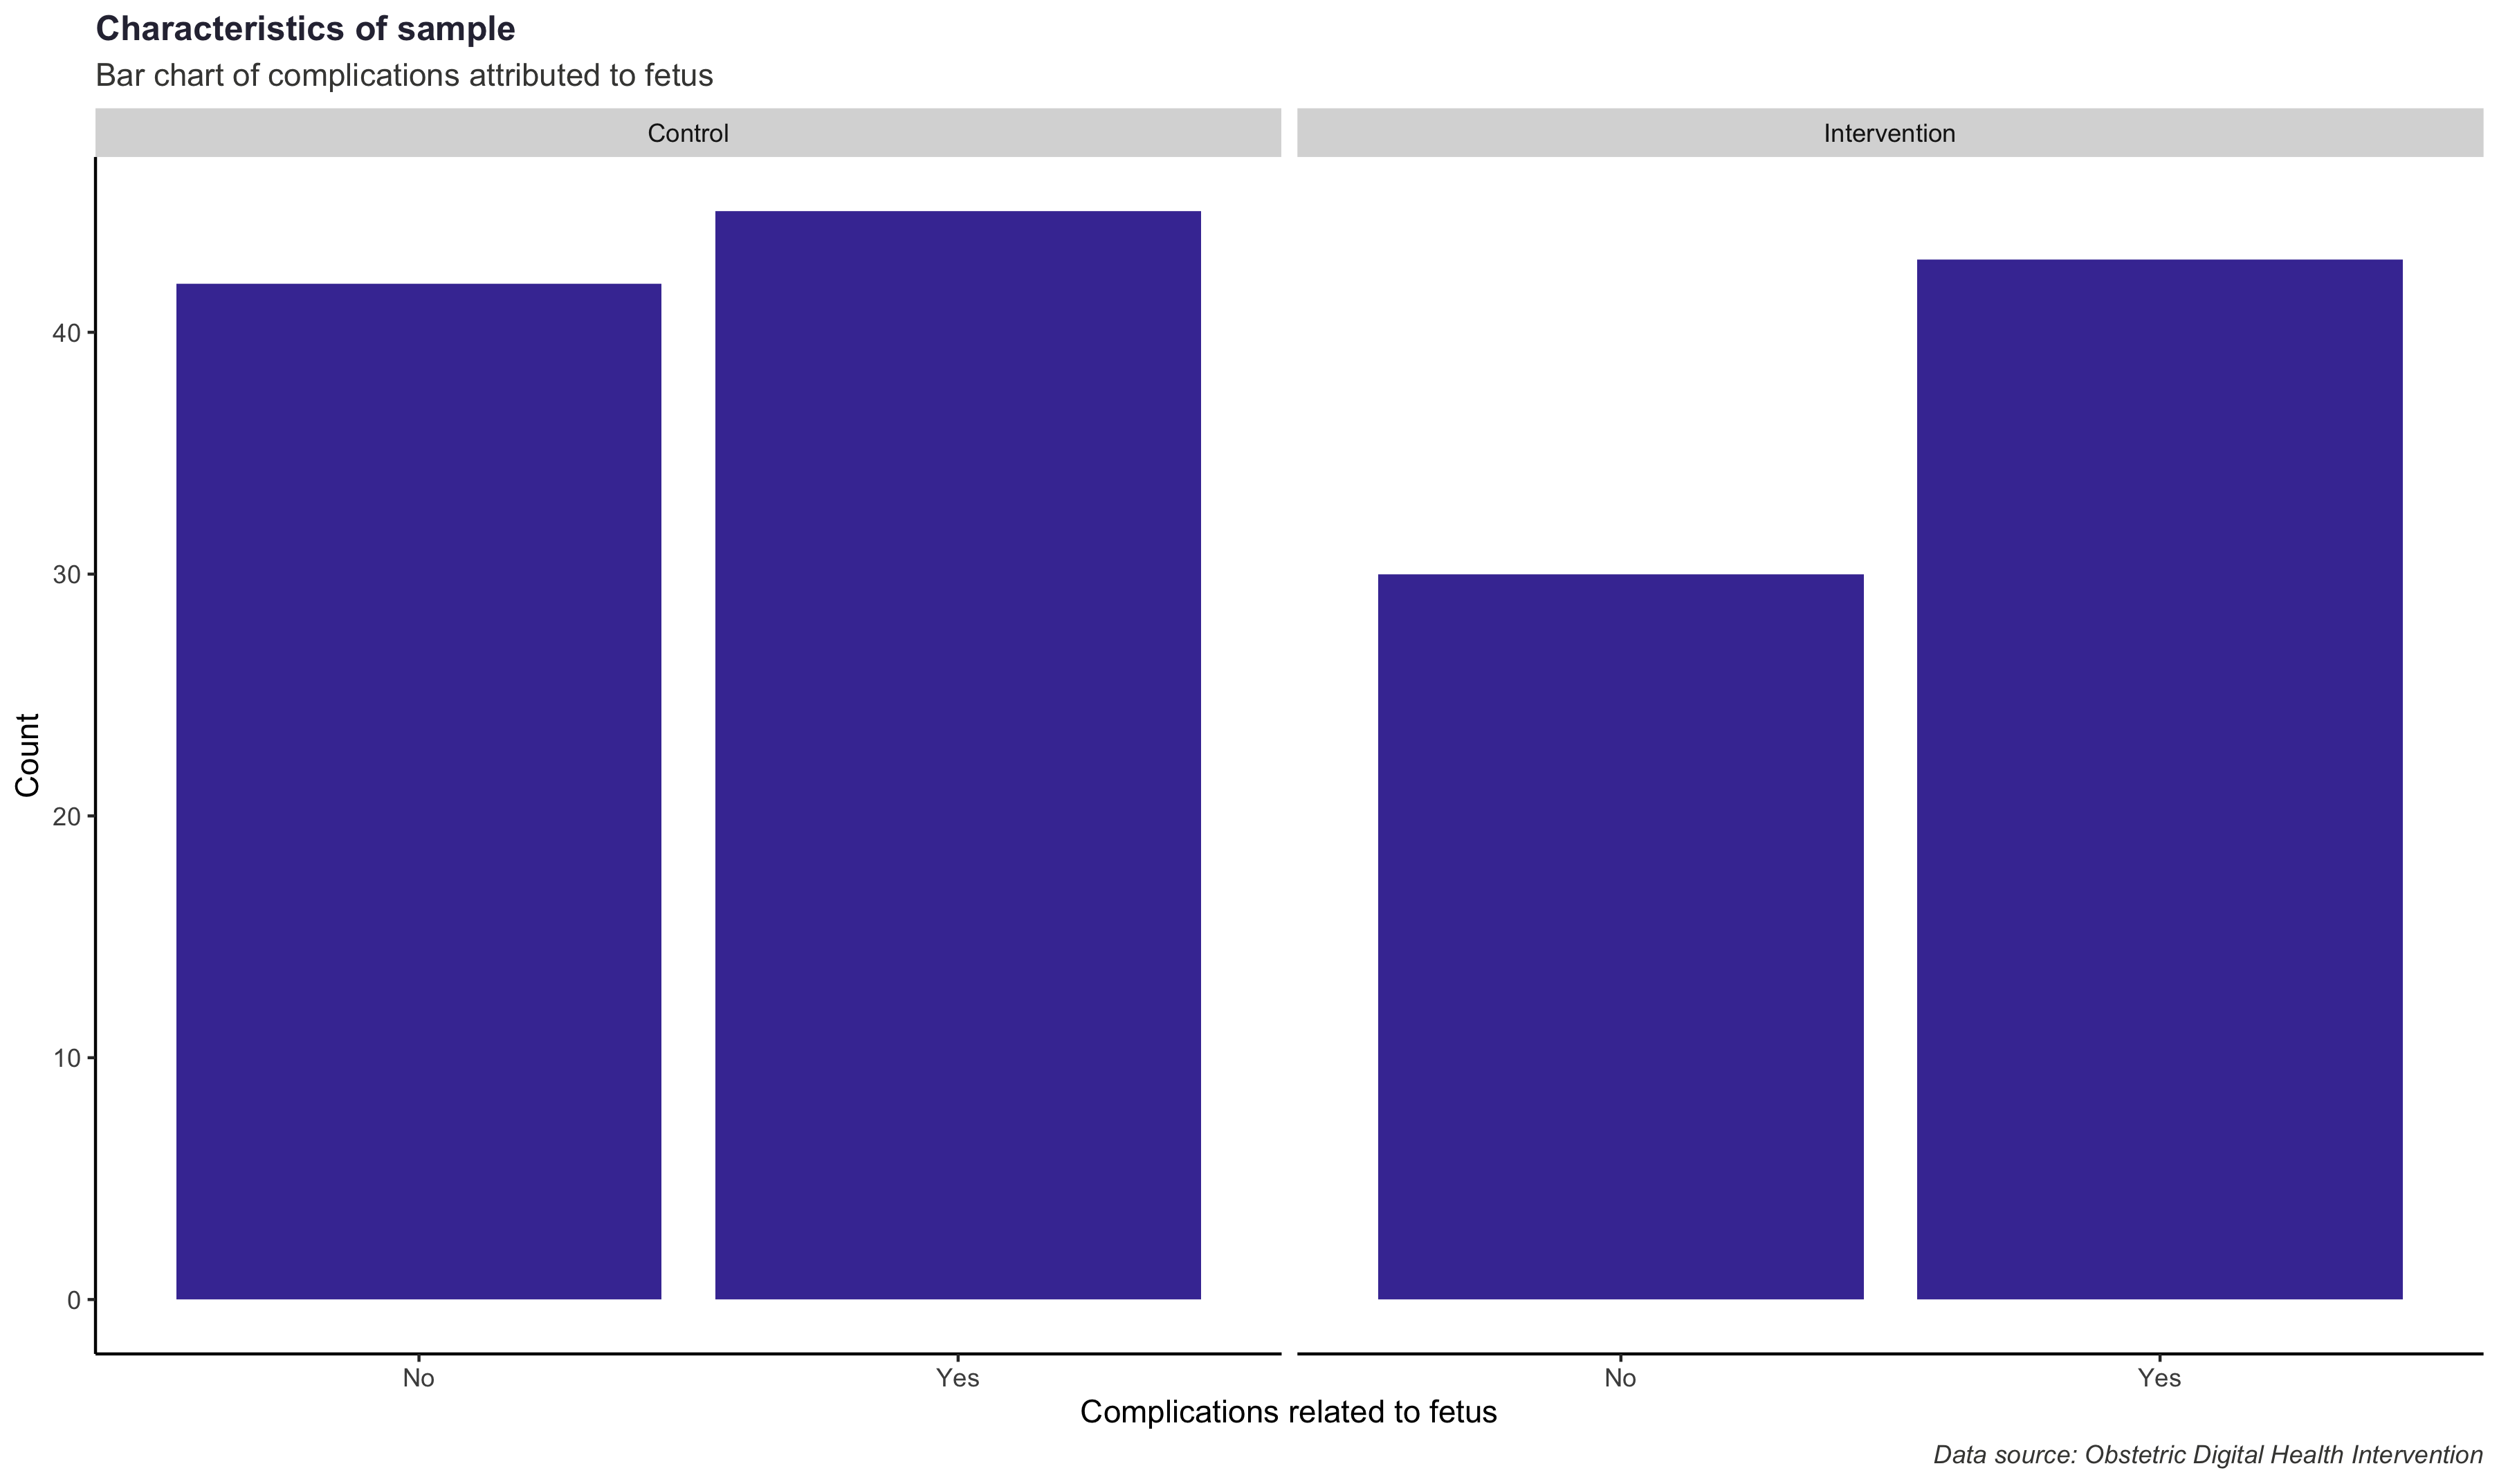 Characteristics of sample
Bar chart of complications attributed to fetus
Control
Intervention
Count
40
30
20
10
0
No
Yes
No
Yes
Complications related to fetus
Data source: Obstetric Digital Health Intervention